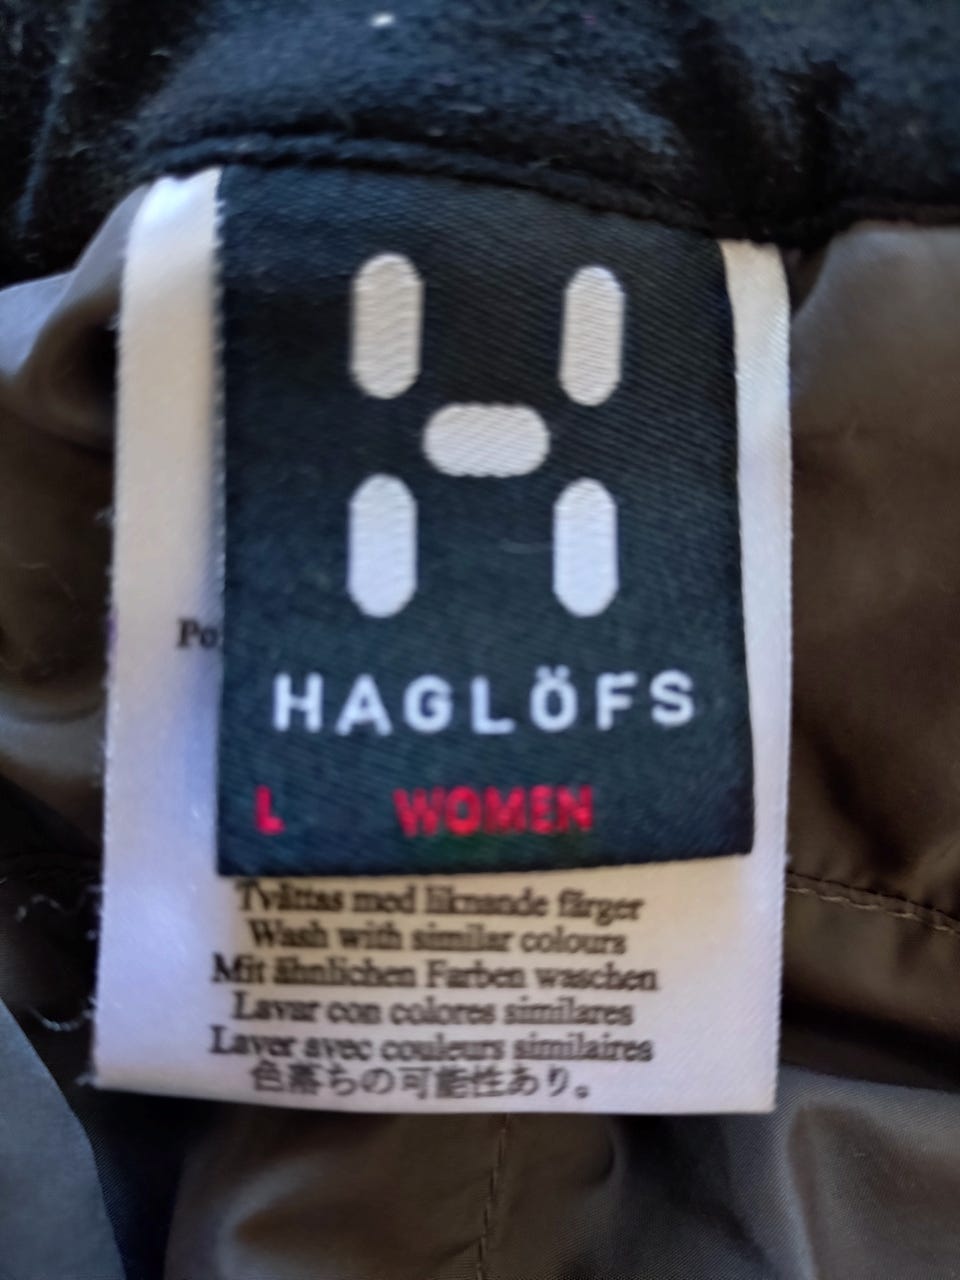 Po
HAGLÖFS
L WOMEN
Tvättas med liknande färger
Wash with similar colours
Mit ähnlichen Farben waschen
Lavar con colores similares
Laver avec couleurs similaires
色落ちの可能性あり。